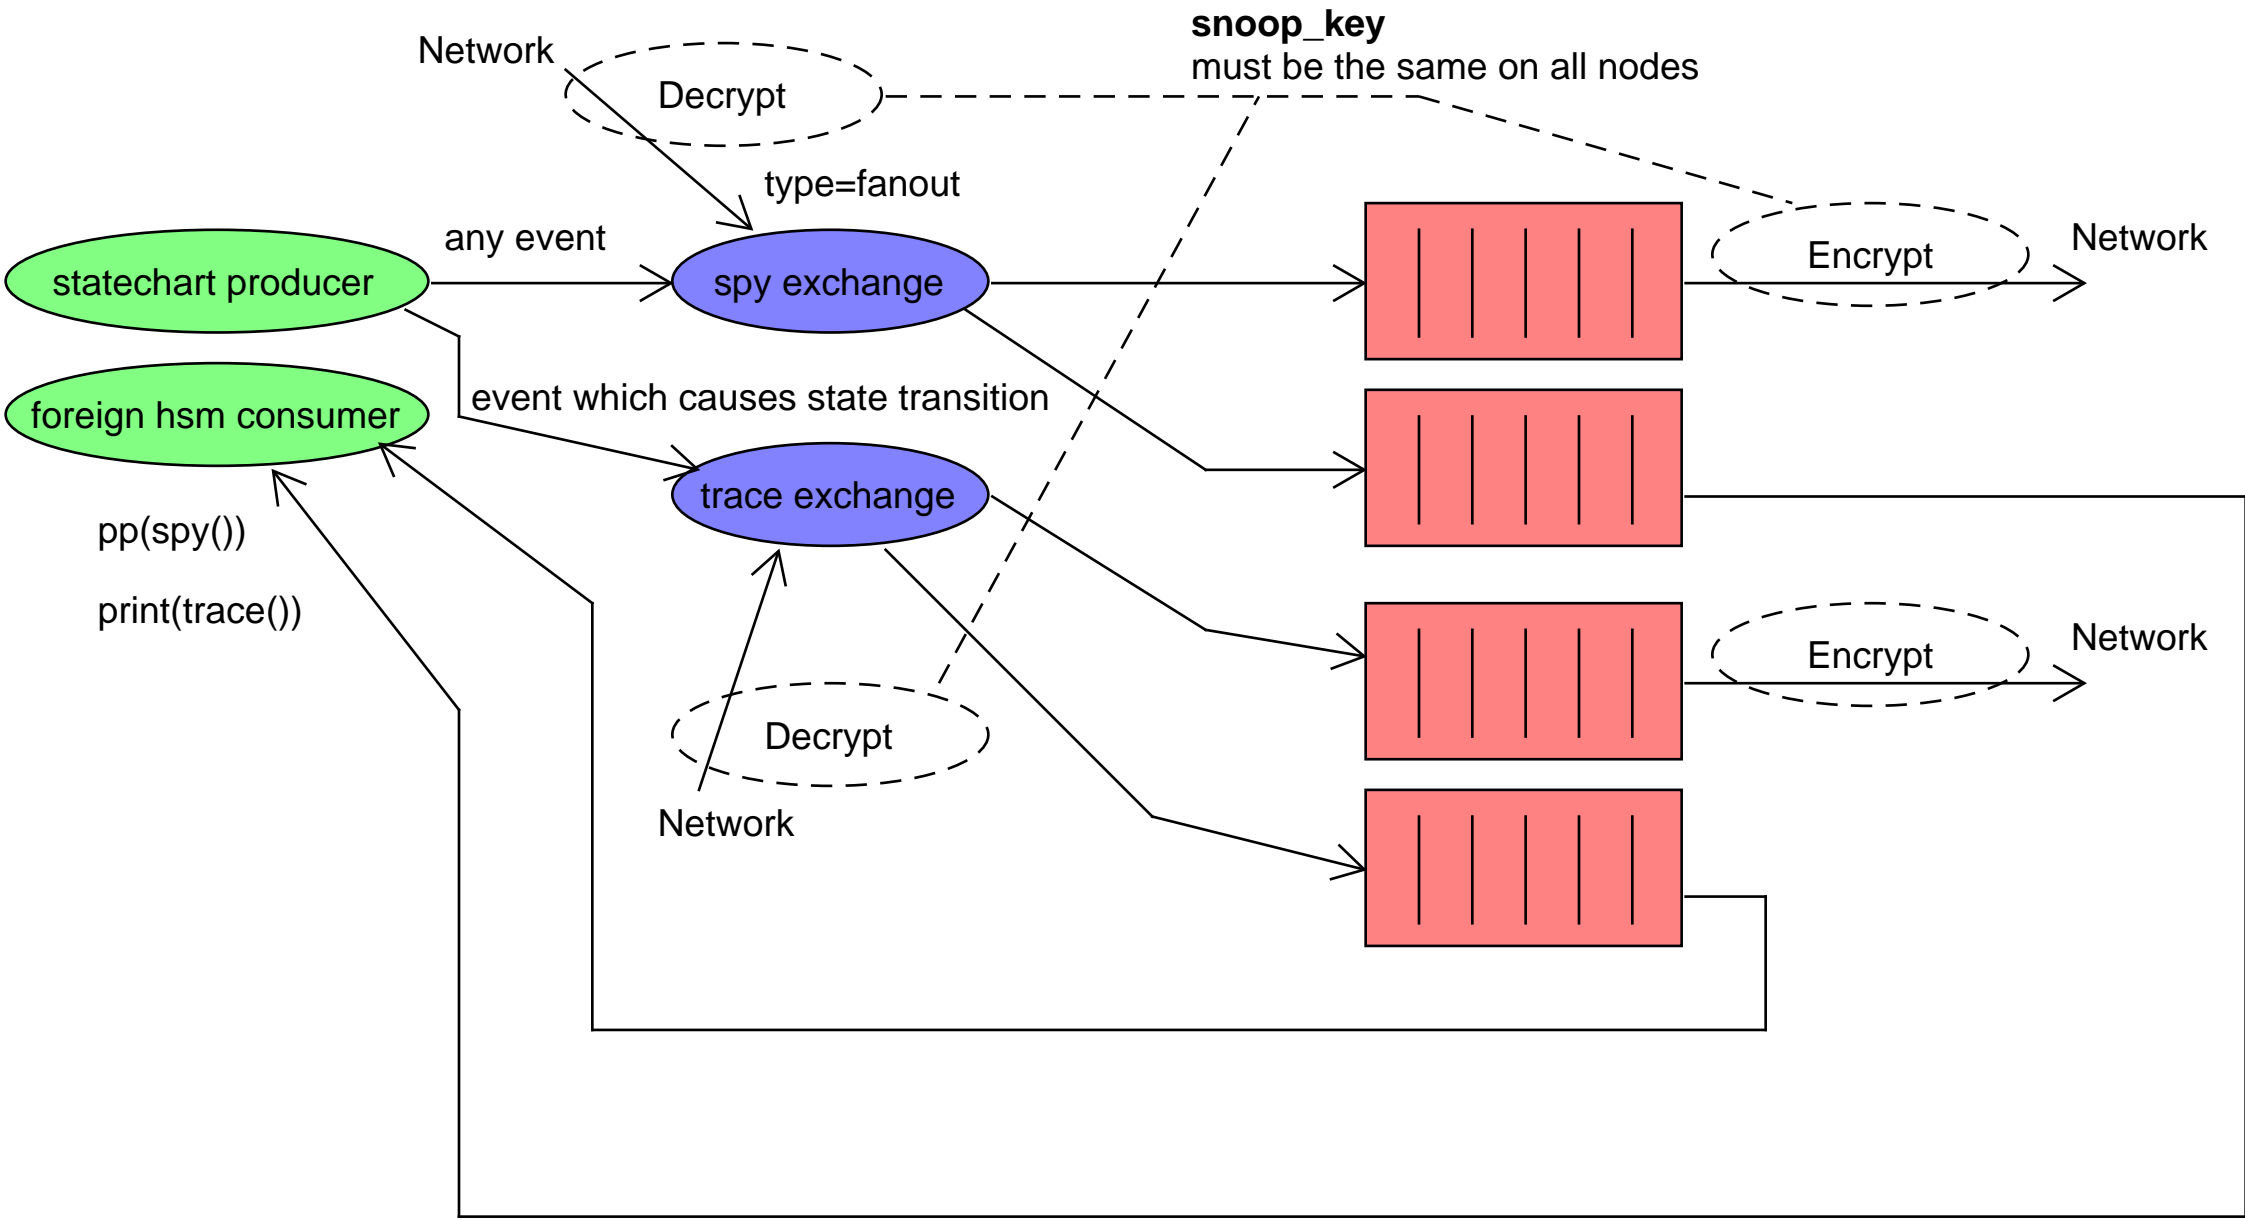 snoop_key
must be the same on all nodes
Network
Decrypt
type=fanout
any event
statechart producer
spy exchange
Encrypt
Network
foreign hsm consumer
event which causes state transition
trace exchange
pp(spy())
print(trace())
Encrypt
Network
Decrypt
Network